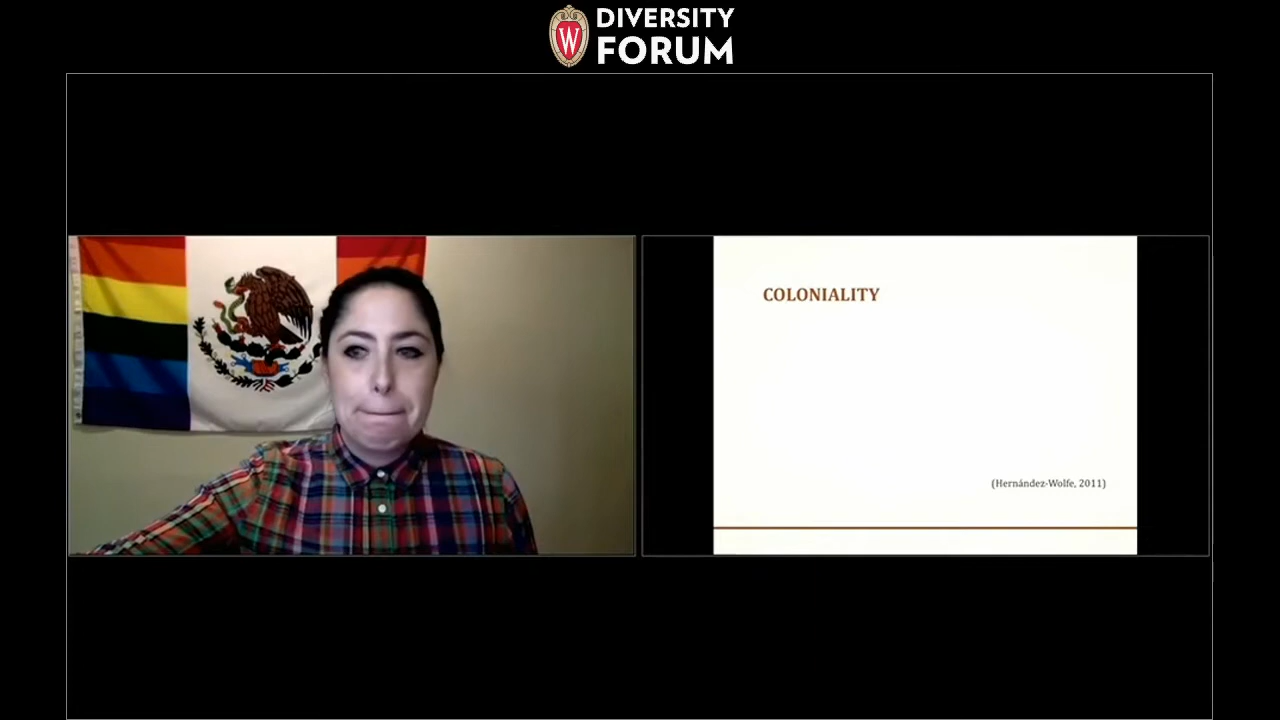 DIVERSITY
FORUM
W
COLONIALITY
(Hernández-Wolfe, 2011)